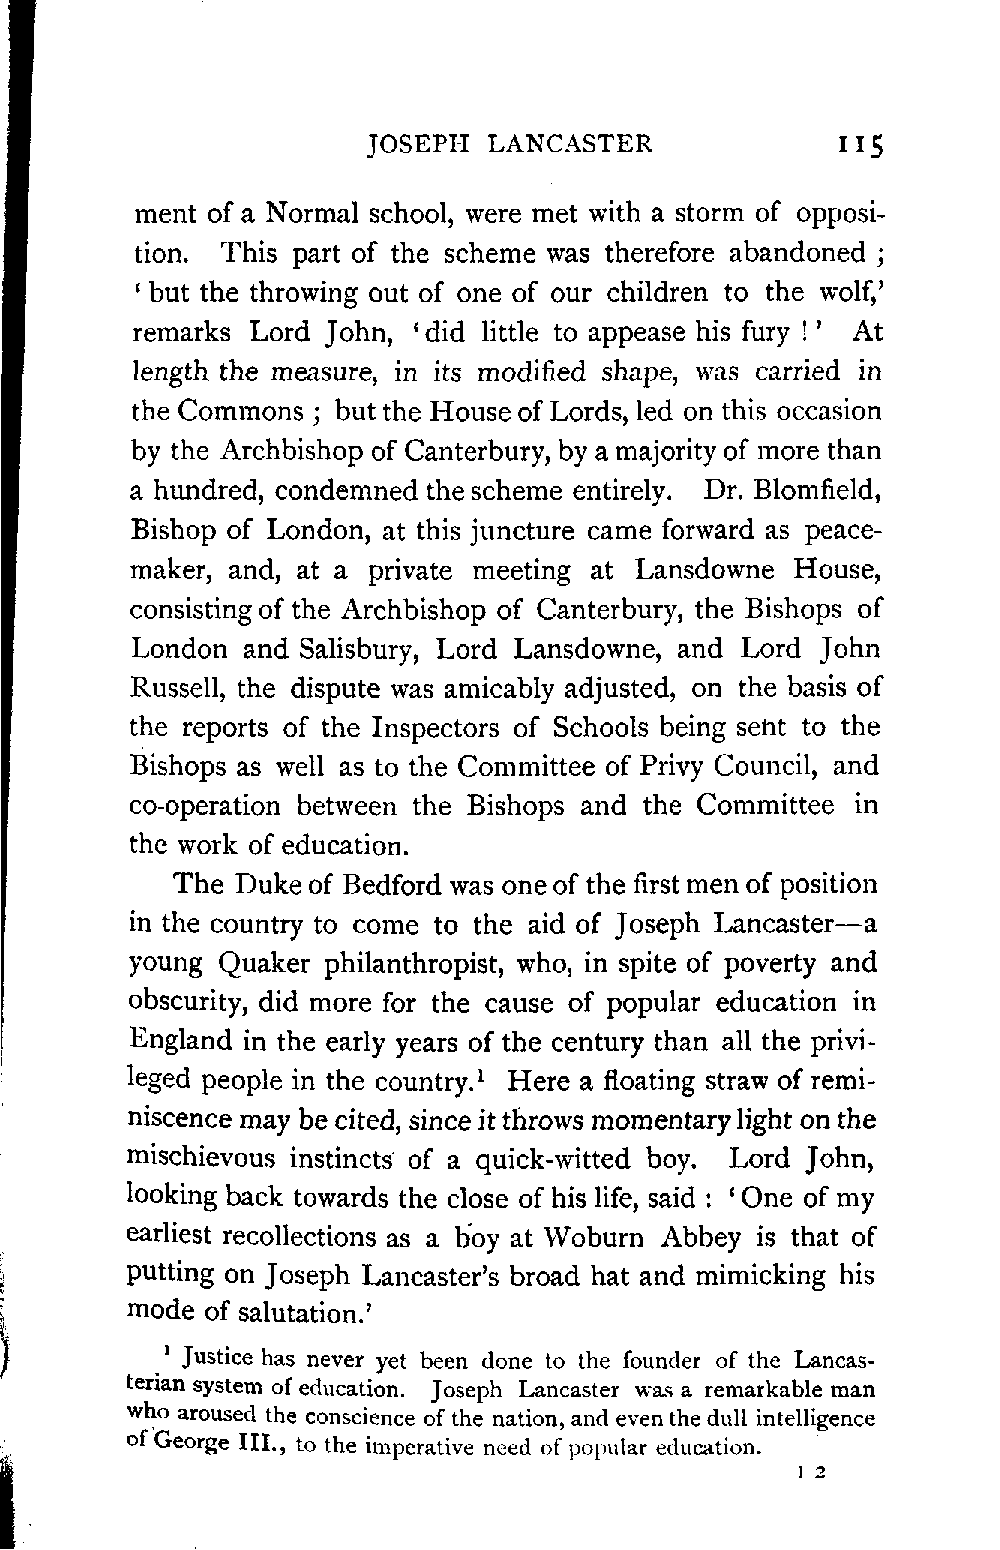 JOSEPH LANCASTER 115
ment of a Normal school, were met with a storm of opposi-
tion. This part of the scheme was therefore abandoned ;
‘ but the throwing out of one of our children to the wolf,’
remarks Lord John, ‘ did little to appease his fury ! ’ At
length the measure, in its modified shape, was carried in
the Commons ; but the House of Lords, led on this occasion
by the Archbishop of Canterbury, by a majority of more than
a hundred, condemned the scheme entirely. Dr. Blomfield,
Bishop of London, at this juncture came forward as peace-
maker, and, at a private meeting at Lansdowne House,
consisting of the Archbishop of Canterbury, the Bishops of
London and Salisbury, Lord Lansdowne, and Lord John
Russell, the dispute was amicably adjusted, on the basis of
the reports of the Inspectors of Schools being sent to the
Bishops as well as to the Committee of Privy Council, and
co-operation between the Bishops and the Committee in
the work of education.
The Duke of Bedford was one of the first men of position
in the country to come to the aid of Joseph Lancaster—a
young Quaker philanthropist, who, in spite of poverty and
obscurity, did more for the cause of popular education in
England in the early years of the century than all the privi-
leged people in the country.¹ Here a floating straw of remi-
niscence may be cited, since it throws momentary light on the
mischievous instincts of a quick-witted boy. Lord John,
looking back towards the close of his life, said : ‘ One of my
earliest recollections as a boy at Woburn Abbey is that of
putting on Joseph Lancaster’s broad hat and mimicking his
mode of salutation.’
¹ Justice has never yet been done to the founder of the Lancas-
terian system of education. Joseph Lancaster was a remarkable man
who aroused the conscience of the nation, and even the dull intelligence
of George III., to the imperative need of popular education.
I 2